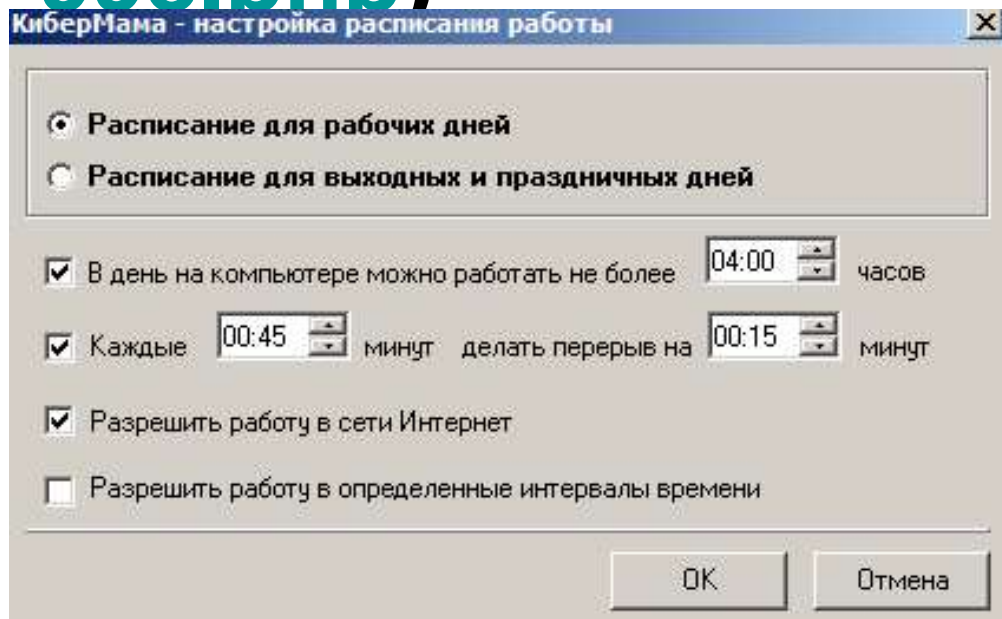 КиберМама - настройка расписания работы
Расписание для рабочих дней
Расписание для выходных и праздничных дней
В день на компьютере можно работать не более 04:00 часов
Каждые 00:45 минут делать перерыв на 00:15 минут
Разрешить работу в сети Интернет
Разрешить работу в определенные интервалы времени
OK Отмена